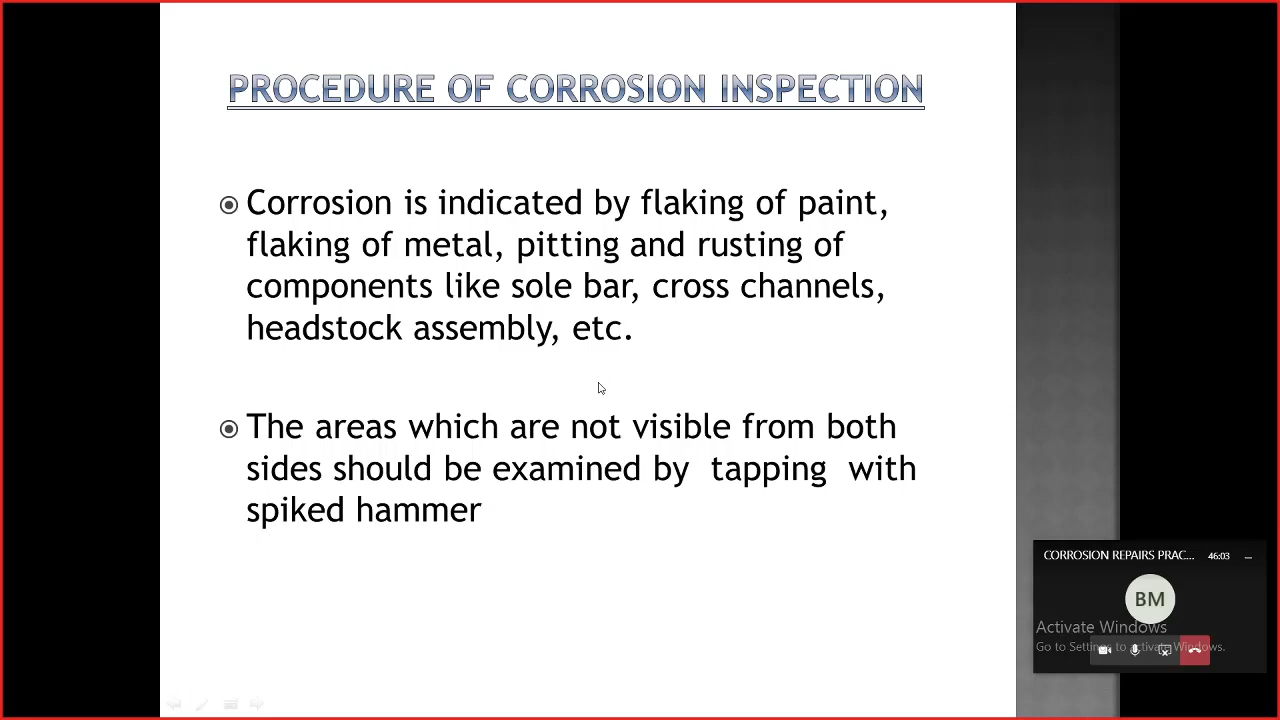 PROCEDURE OF CORROSION INSPECTION
Corrosion is indicated by flaking of paint,
flaking of metal, pitting and rusting of
components like sole bar, cross channels,
headstock assembly, etc.
The areas which are not visible from both
sides should be examined by tapping with
spiked hammer
CORROSION REPAIRS PRAC... 46:03
BM
Activate Windows
Go to Settings to activate Windows.